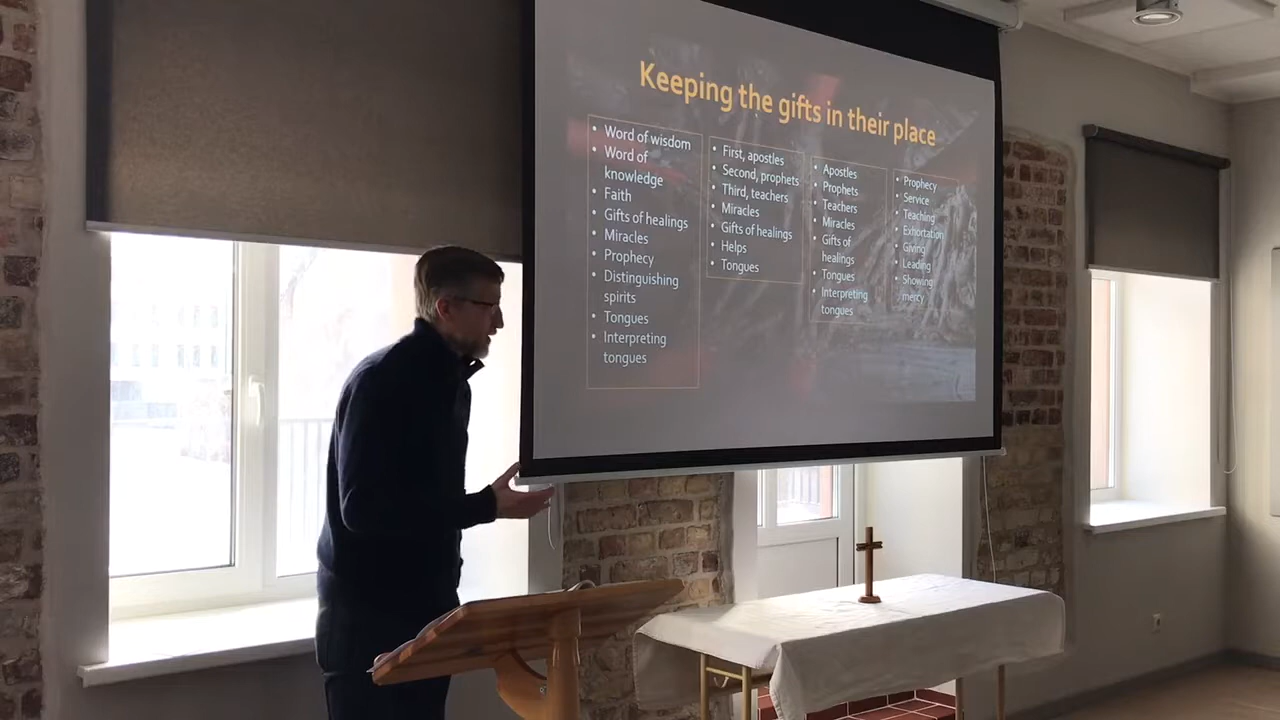 Keeping the gifts in their place
• Word of wisdom
• Word of
knowledge
• Faith
• Gifts of healings
• Miracles
• Prophecy
• Distinguishing
spirits
• Tongues
• Interpreting
tongues
• First, apostles
• Second, prophets
• Third, teachers
• Miracles
• Gifts of healings
• Helps
• Tongues
• Apostles
• Prophets
• Teachers
• Miracles
• Gifts of
healings
• Tongues
• Interpreting
tongues
• Prophecy
• Service
• Teaching
• Exhortation
• Giving
• Leading
• Showing
mercy